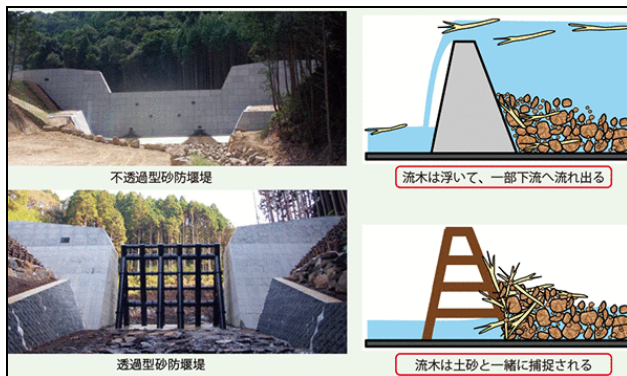 不透過型砂防堰堤
流木は浮いて、一部下流へ流れ出る
透過型砂防堰堤
流木は土砂と一緒に捕捉される